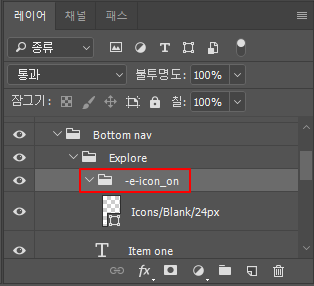 레이어 채널 패스
종류
통과 불투명도: 100%
잠그기: 칠: 100%
Bottom nav
Explore
-e-icon_on
Icons/Blank/24px
T Item one
fx